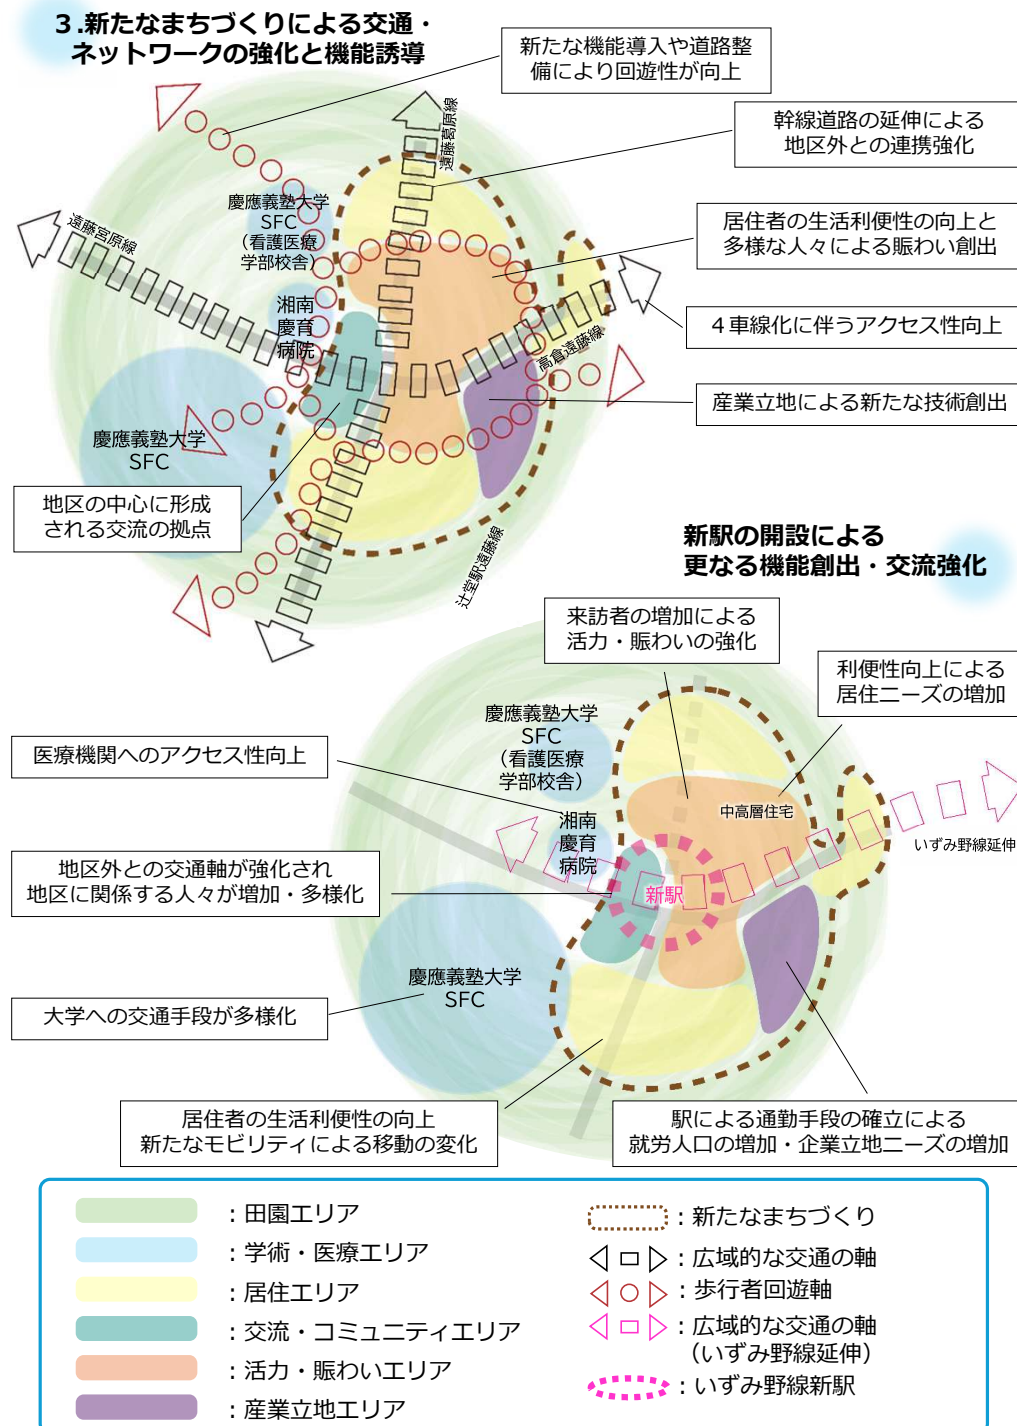 ３.新たなまちづくりによる交通・
ネットワークの強化と機能誘導
新たな機能導入や道路整
備により回遊性が向上
幹線道路の延伸による
地区外との連携強化
居住者の生活利便性の向上と
多様な人々による賑わい創出
４車線化に伴うアクセス性向上
産業立地による新たな技術創出
地区の中心に形成
される交流の拠点
遠藤葛原線
遠藤宮原線
高倉遠藤線
辻堂駅遠藤線
慶應義塾大学
SFC
（看護医療
学部校舎）
湘南
慶育
病院
慶應義塾大学
SFC
新駅の開設による
更なる機能創出・交流強化
来訪者の増加による
活力・賑わいの強化
利便性向上による
居住ニーズの増加
医療機関へのアクセス性向上
地区外との交通軸が強化され
地区に関係する人々が増加・多様化
大学への交通手段が多様化
慶應義塾大学
SFC
（看護医療
学部校舎）
湘南
慶育
病院
慶應義塾大学
SFC
中高層住宅
いずみ野線延伸
新駅
居住者の生活利便性の向上
新たなモビリティによる移動の変化
駅による通勤手段の確立による
就労人口の増加・企業立地ニーズの増加
：田園エリア
：学術・医療エリア
：居住エリア
：交流・コミュニティエリア
：活力・賑わいエリア
：産業立地エリア
：新たなまちづくり
：広域的な交通の軸
：歩行者回遊軸
：広域的な交通の軸
（いずみ野線延伸）
：いずみ野線新駅